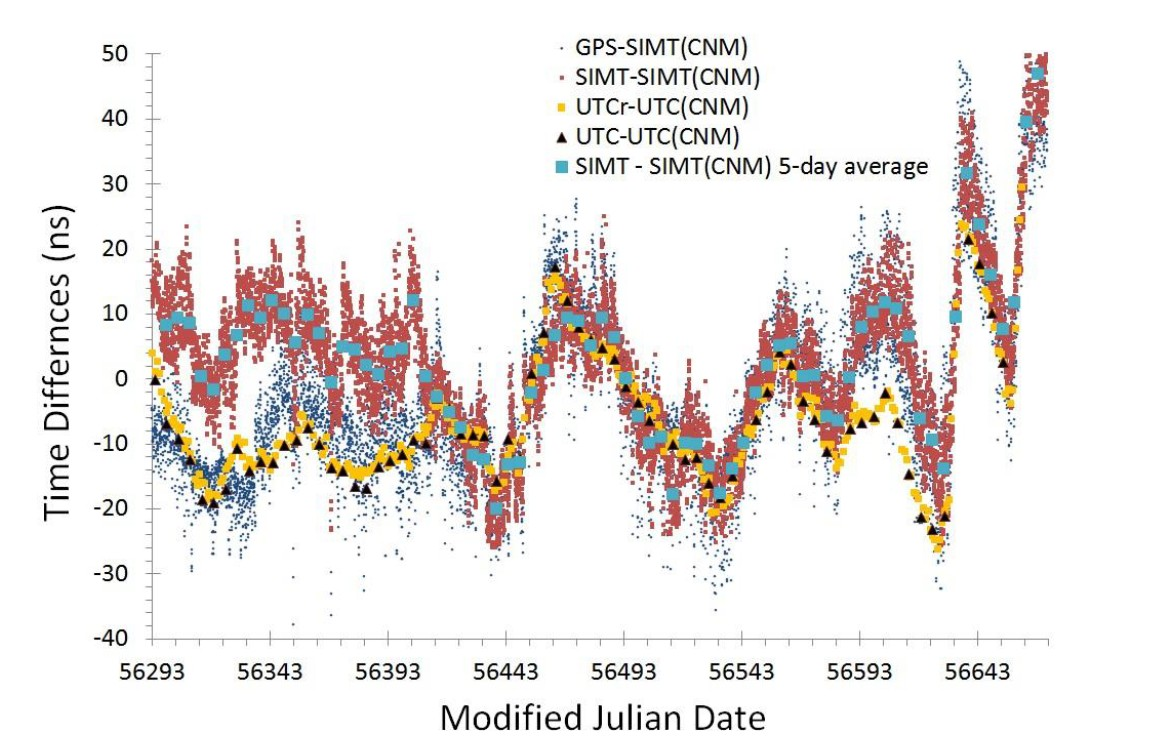 GPS-SIMT(CNM)
SIMT-SIMT(CNM)
UTCr-UTC(CNM)
UTC-UTC(CNM)
SIMT - SIMT(CNM) 5-day average
Time Differnces (ns)
50
40
30
20
10
0
-10
-20
-30
-40
56293 56343 56393 56443 56493 56543 56593 56643
Modified Julian Date